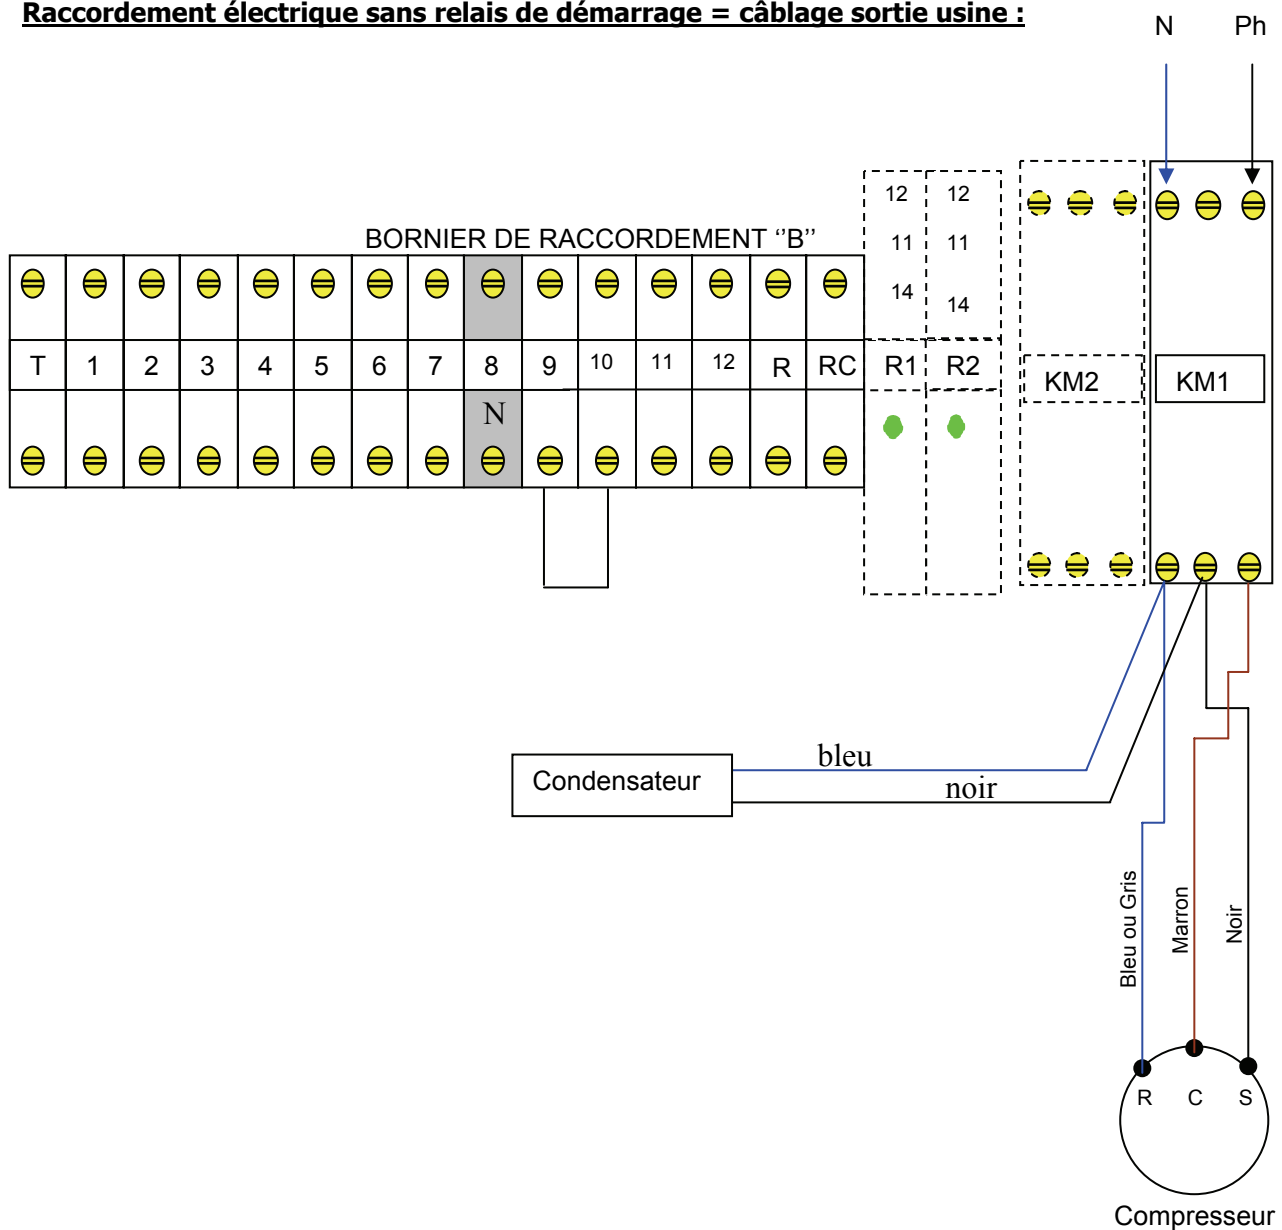 Raccordement électrique sans relais de démarrage = câblage sortie usine :
N Ph
12 12
BORNIER DE RACCORDEMENT ‘’B’’
11 11
14 14
T 1 2 3 4 5 6 7 8 9 10 11 12 R RC R1 R2 KM2 KM1
N
bleu
Condensateur
noir
Bleu ou Gris
Marron
Noir
R C S
Compresseur